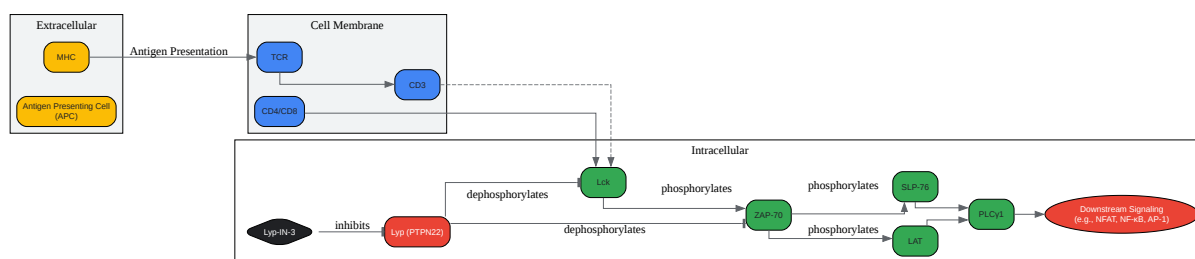 Extracellular
MHC
Antigen Presenting Cell
(APC)
Antigen Presentation
Cell Membrane
TCR
CD3
CD4/CD8
Intracellular
Lck
dephosphorylates
phosphorylates
phosphorylates
SLP-76
Lyp-IN-3
inhibits
Lyp (PTPN22)
dephosphorylates
ZAP-70
phosphorylates
LAT
PLCγ1
Downstream Signaling
(e.g., NFAT, NF-κB, AP-1)